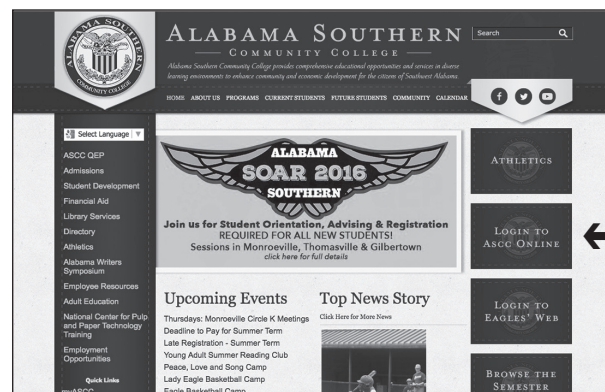 ALABAMA SOUTHERN
COMMUNITY COLLEGE
ALABAMA SOUTHERN
COMMUNITY COLLEGE
Alabama Southern Community College provides comprehensive educational opportunities and services in diverse
learning environments to enhance community and economic development for the citizens of Southwest Alabama.
Search
HOME ABOUT US PROGRAMS CURRENT STUDENTS FUTURE STUDENTS COMMUNITY CALENDAR
Select Language
ASCC QEP
Admissions
Student Development
Financial Aid
Library Services
Directory
Athletics
Alabama Writers
Symposium
Employee Resources
Adult Education
National Center for Pulp
and Paper Technology
Training
Employment
Opportunities
Quick Links
myASCC
ALABAMA
SOAR 2016
SOUTHERN
Join us for Student Orientation, Advising & Registration
REQUIRED FOR ALL NEW STUDENTS!
Sessions in Monroeville, Thomasville & Gilbertown
click here for full details
Upcoming Events
Thursdays: Monroeville Circle K Meetings
Deadline to Pay for Summer Term
Late Registration - Summer Term
Young Adult Summer Reading Club
Peace, Love and Song Camp
Lady Eagle Basketball Camp
Eagle Basketball Camp
Top News Story
Click Here for More News
ATHLETICS
LOGIN TO
ASCC ONLINE
LOGIN TO
EAGLES' WEB
BROWSE THE
SEMESTER